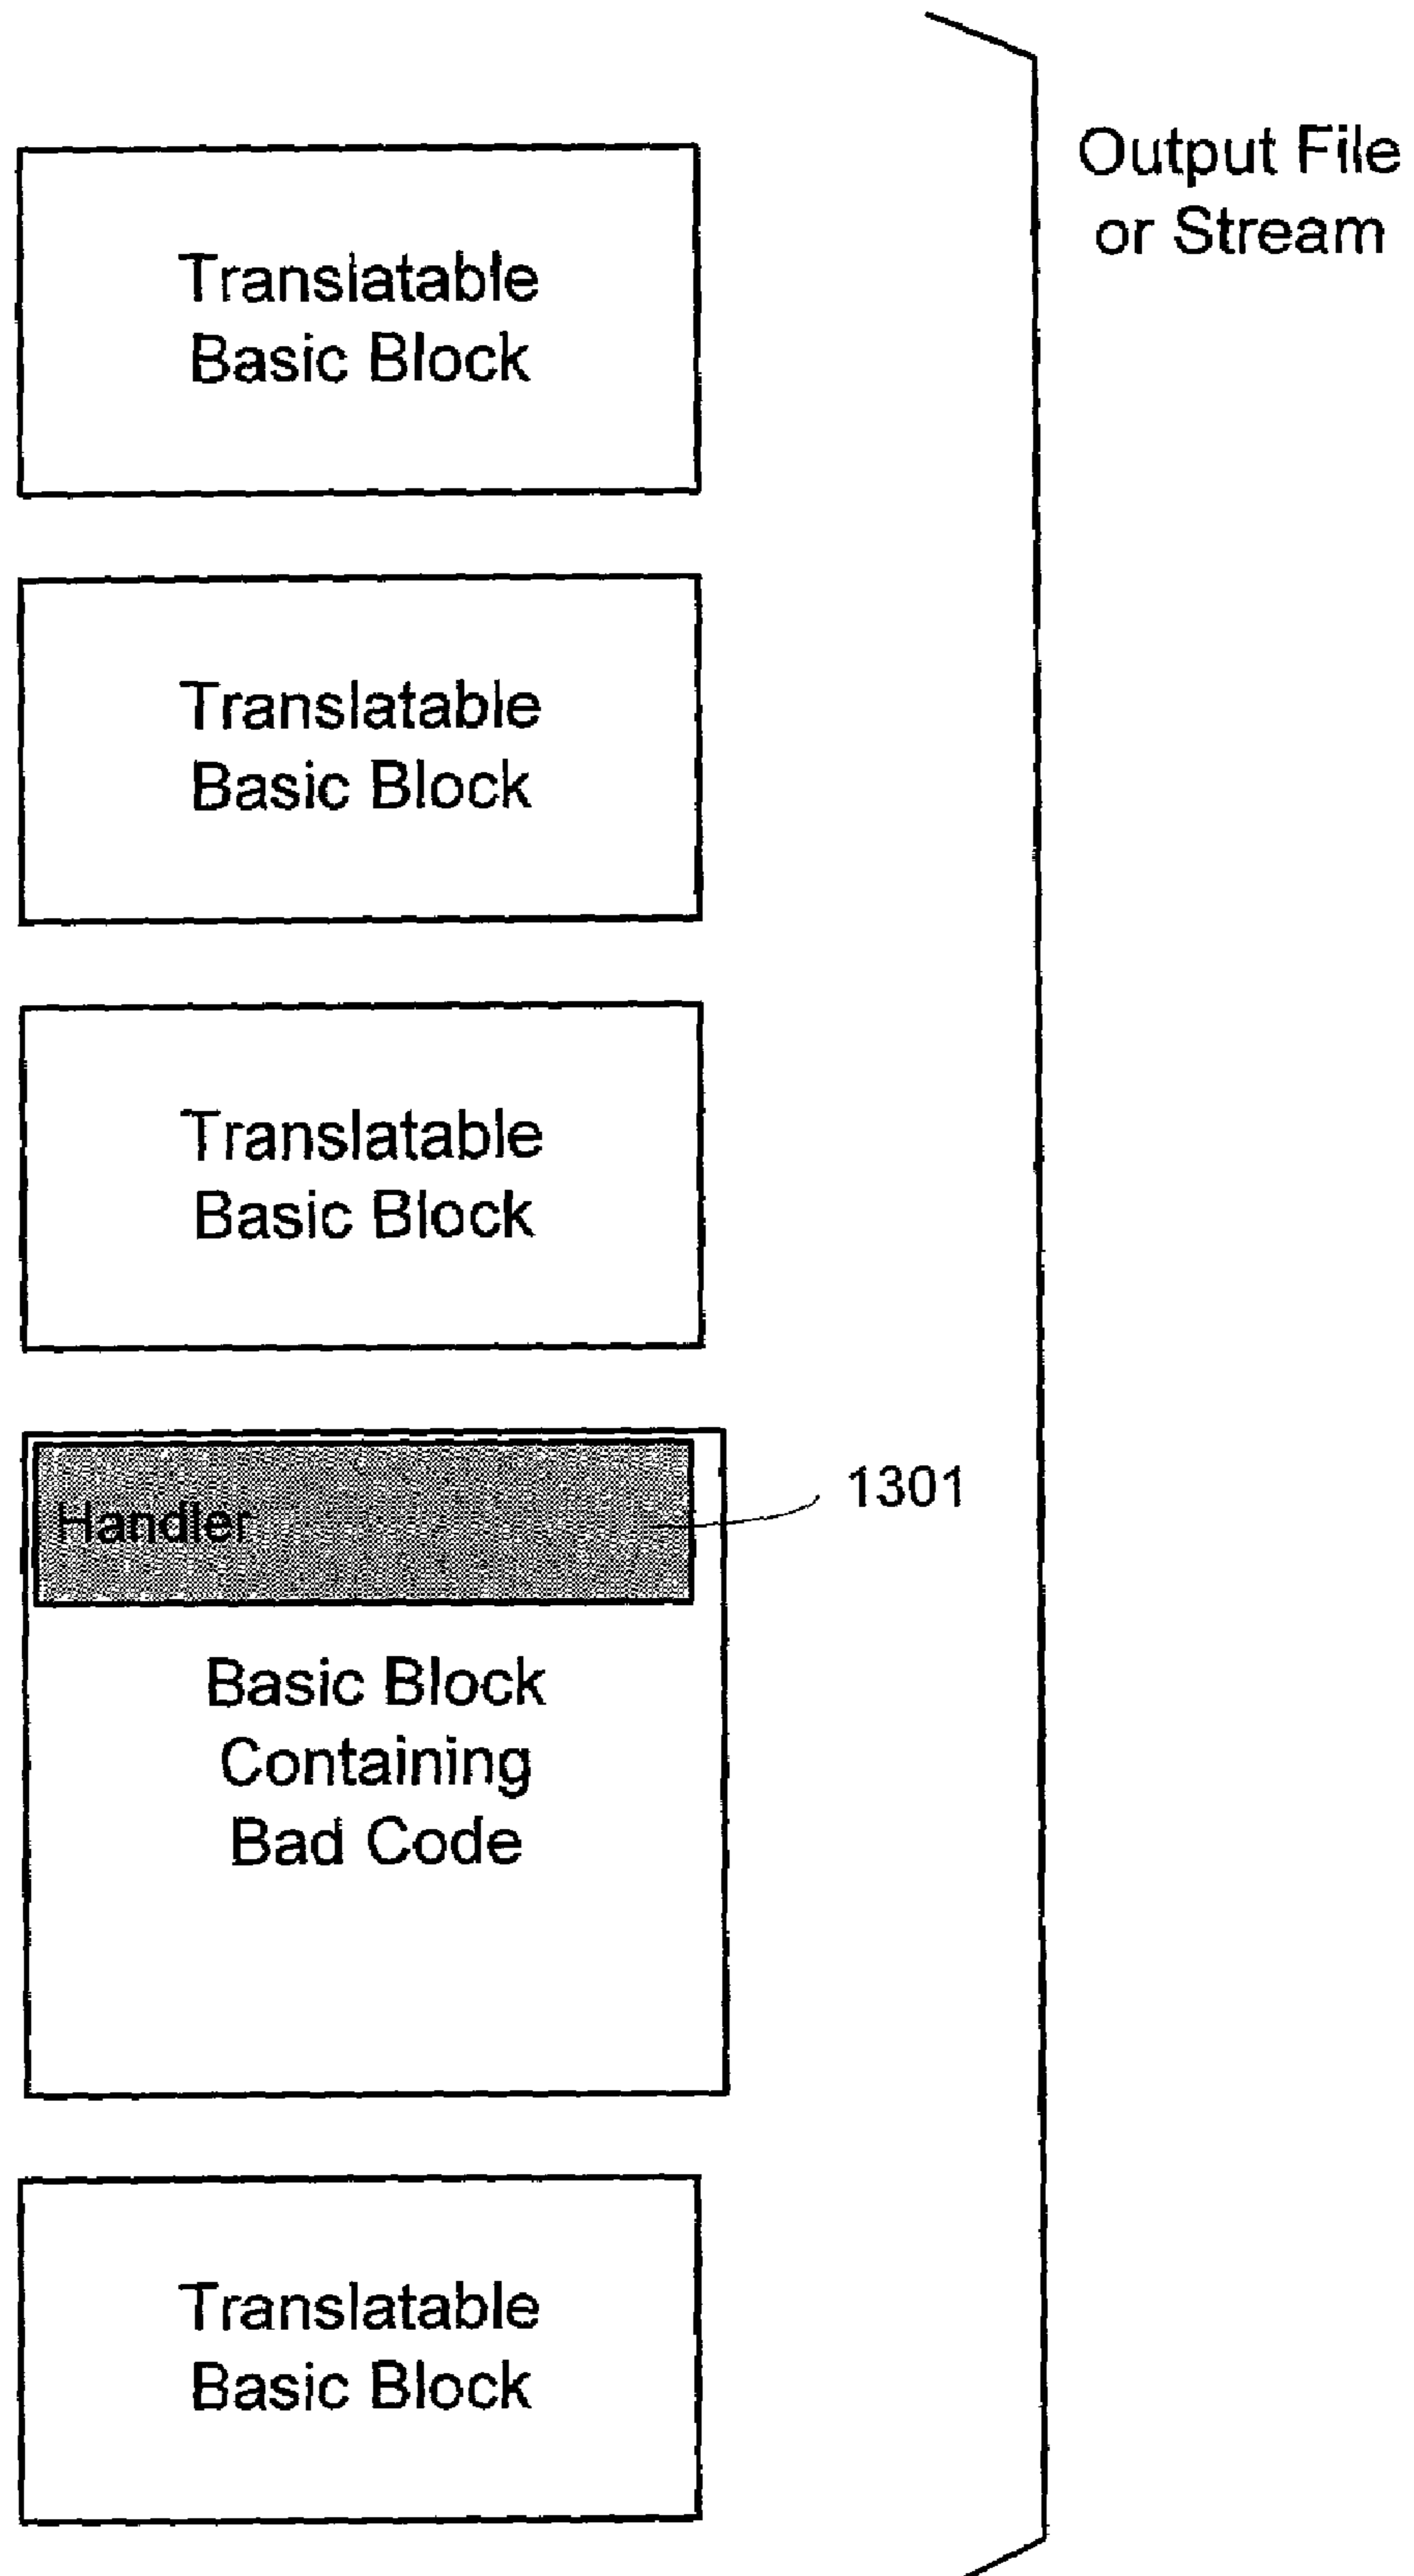 Output File
or Stream
Translatable
Basic Block
Translatable
Basic Block
Translatable
Basic Block
Handler
1301
Basic Block
Containing
Bad Code
Translatable
Basic Block